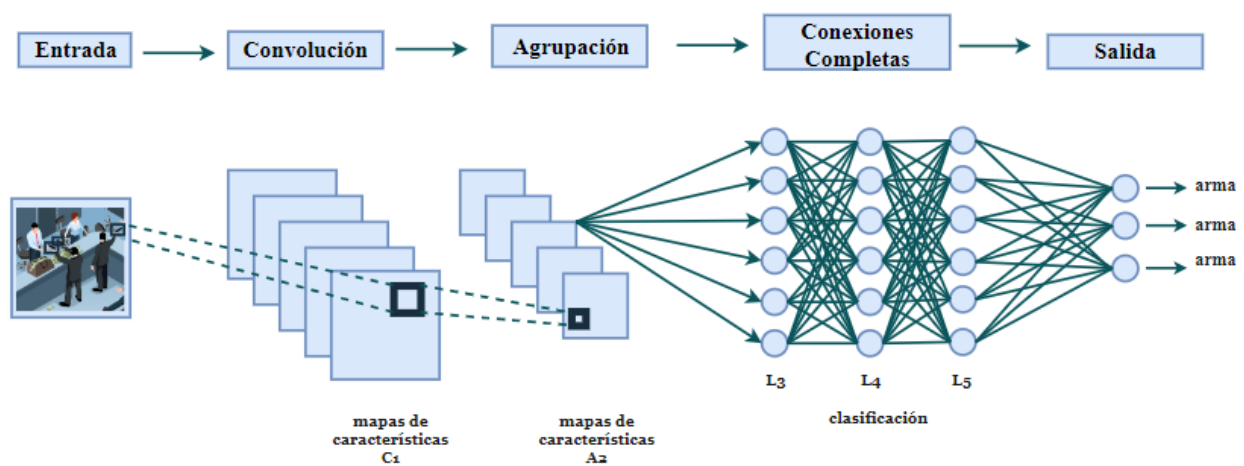 Entrada
Convolución
Agrupación
Conexiones
Completas
Salida
arma
arma
arma
L3
L4
L5
clasificación
mapas de
características
C1
mapas de
características
A2